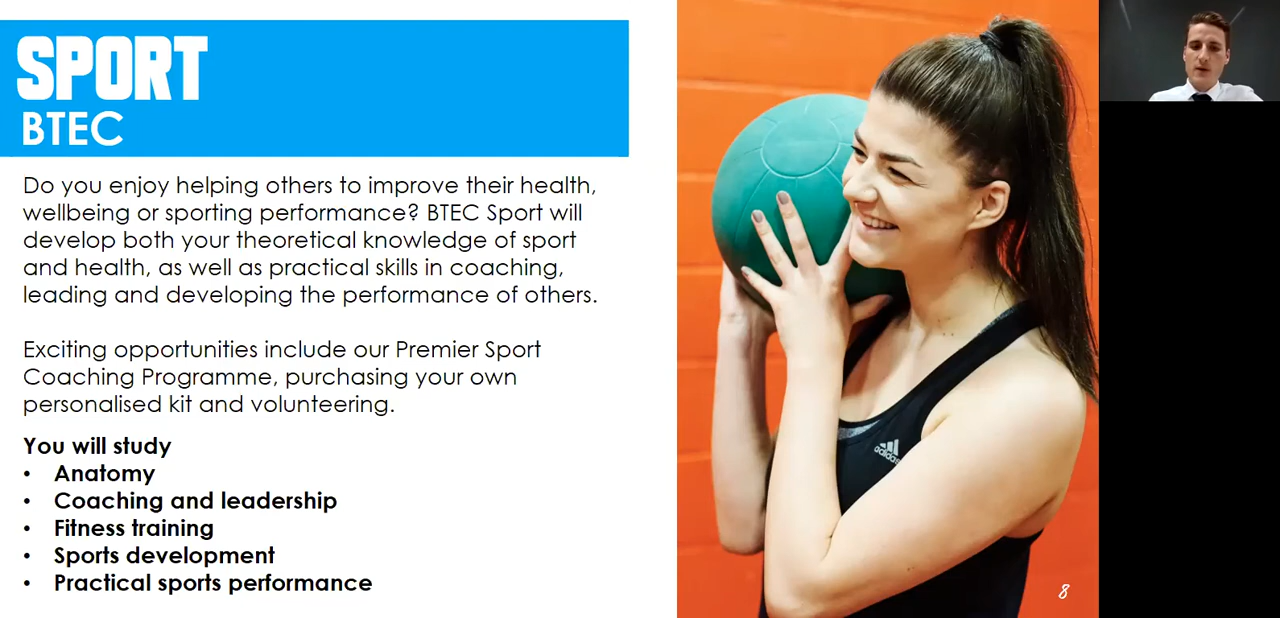 SPORT
BTEC
Do you enjoy helping others to improve their health,
wellbeing or sporting performance? BTEC Sport will
develop both your theoretical knowledge of sport
and health, as well as practical skills in coaching,
leading and developing the performance of others.
Exciting opportunities include our Premier Sport
Coaching Programme, purchasing your own
personalised kit and volunteering.
You will study
• Anatomy
• Coaching and leadership
• Fitness training
• Sports development
• Practical sports performance
adidas
8